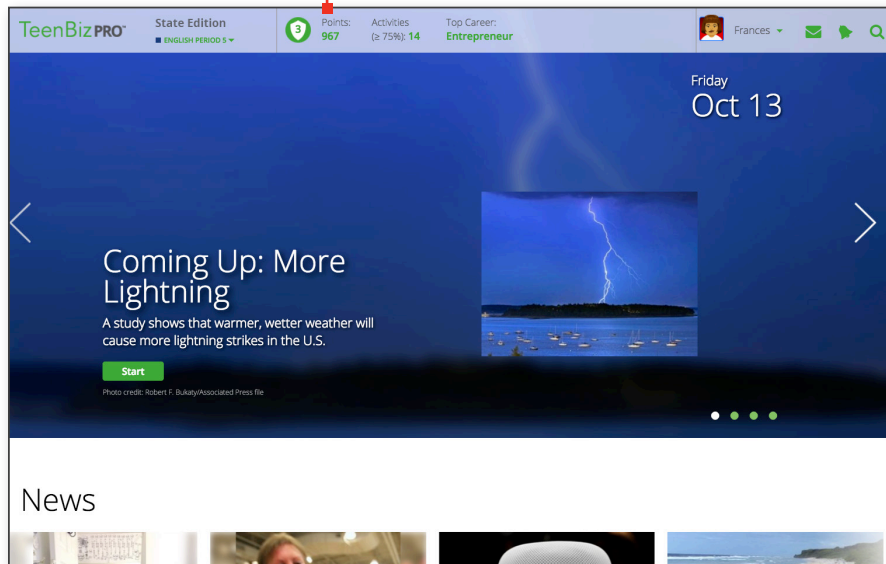 TeenBiz PRO™
State Edition
ENGLISH PERIOD 5
3
Points:
967
Activities
(≥ 75%): 14
Top Career:
Entrepreneur
Frances
Friday
Oct 13
Coming Up: More
Lightning
A study shows that warmer, wetter weather will
cause more lightning strikes in the U.S.
Start
Photo credit: Robert F. Bukaty/Associated Press file
News